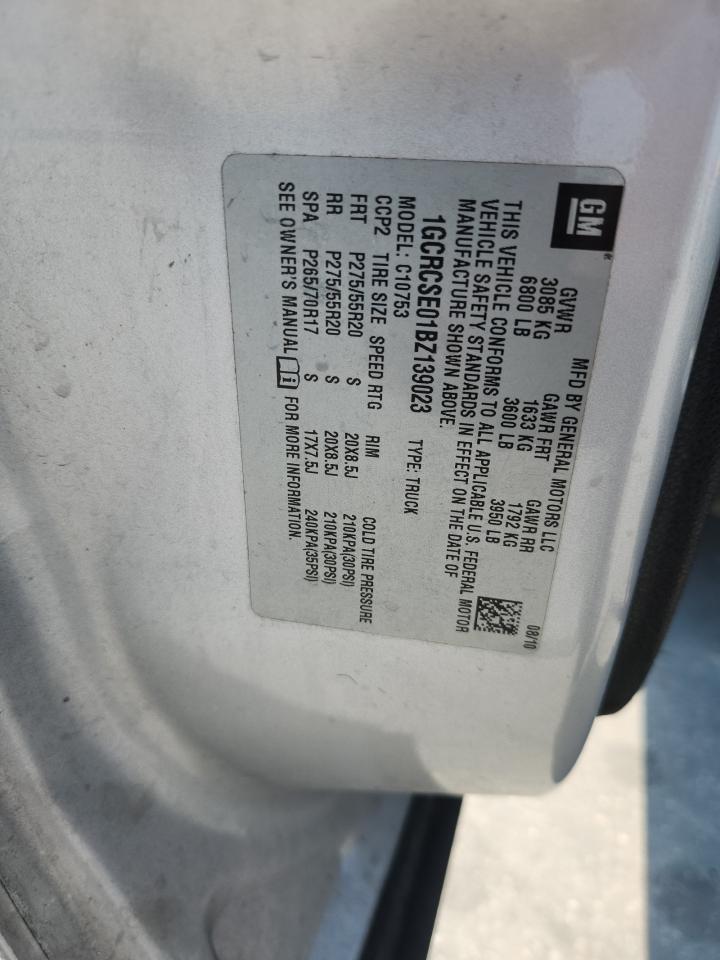 GM®
MFD BY GENERAL MOTORS LLC 08/10
GVWR GAWR FRT GAWR RR
3085 KG 1633 KG 1792 KG
6800 LB 3600 LB 3950 LB
THIS VEHICLE CONFORMS TO ALL APPLICABLE U.S. FEDERAL MOTOR
VEHICLE SAFETY STANDARDS IN EFFECT ON THE DATE OF
MANUFACTURE SHOWN ABOVE.
1GCRCSE01BZ139023 TYPE: TRUCK
MODEL: C10753
CCP2 TIRE SIZE SPEED RTG RIM COLD TIRE PRESSURE
FRT P275/55R20 S 20X8.5J 210KPA(30PSI)
RR P275/55R20 S 20X8.5J 210KPA(30PSI)
SPA P265/70R17 S 17X7.5J 240KPA(35PSI)
SEE OWNER'S MANUAL i FOR MORE INFORMATION.